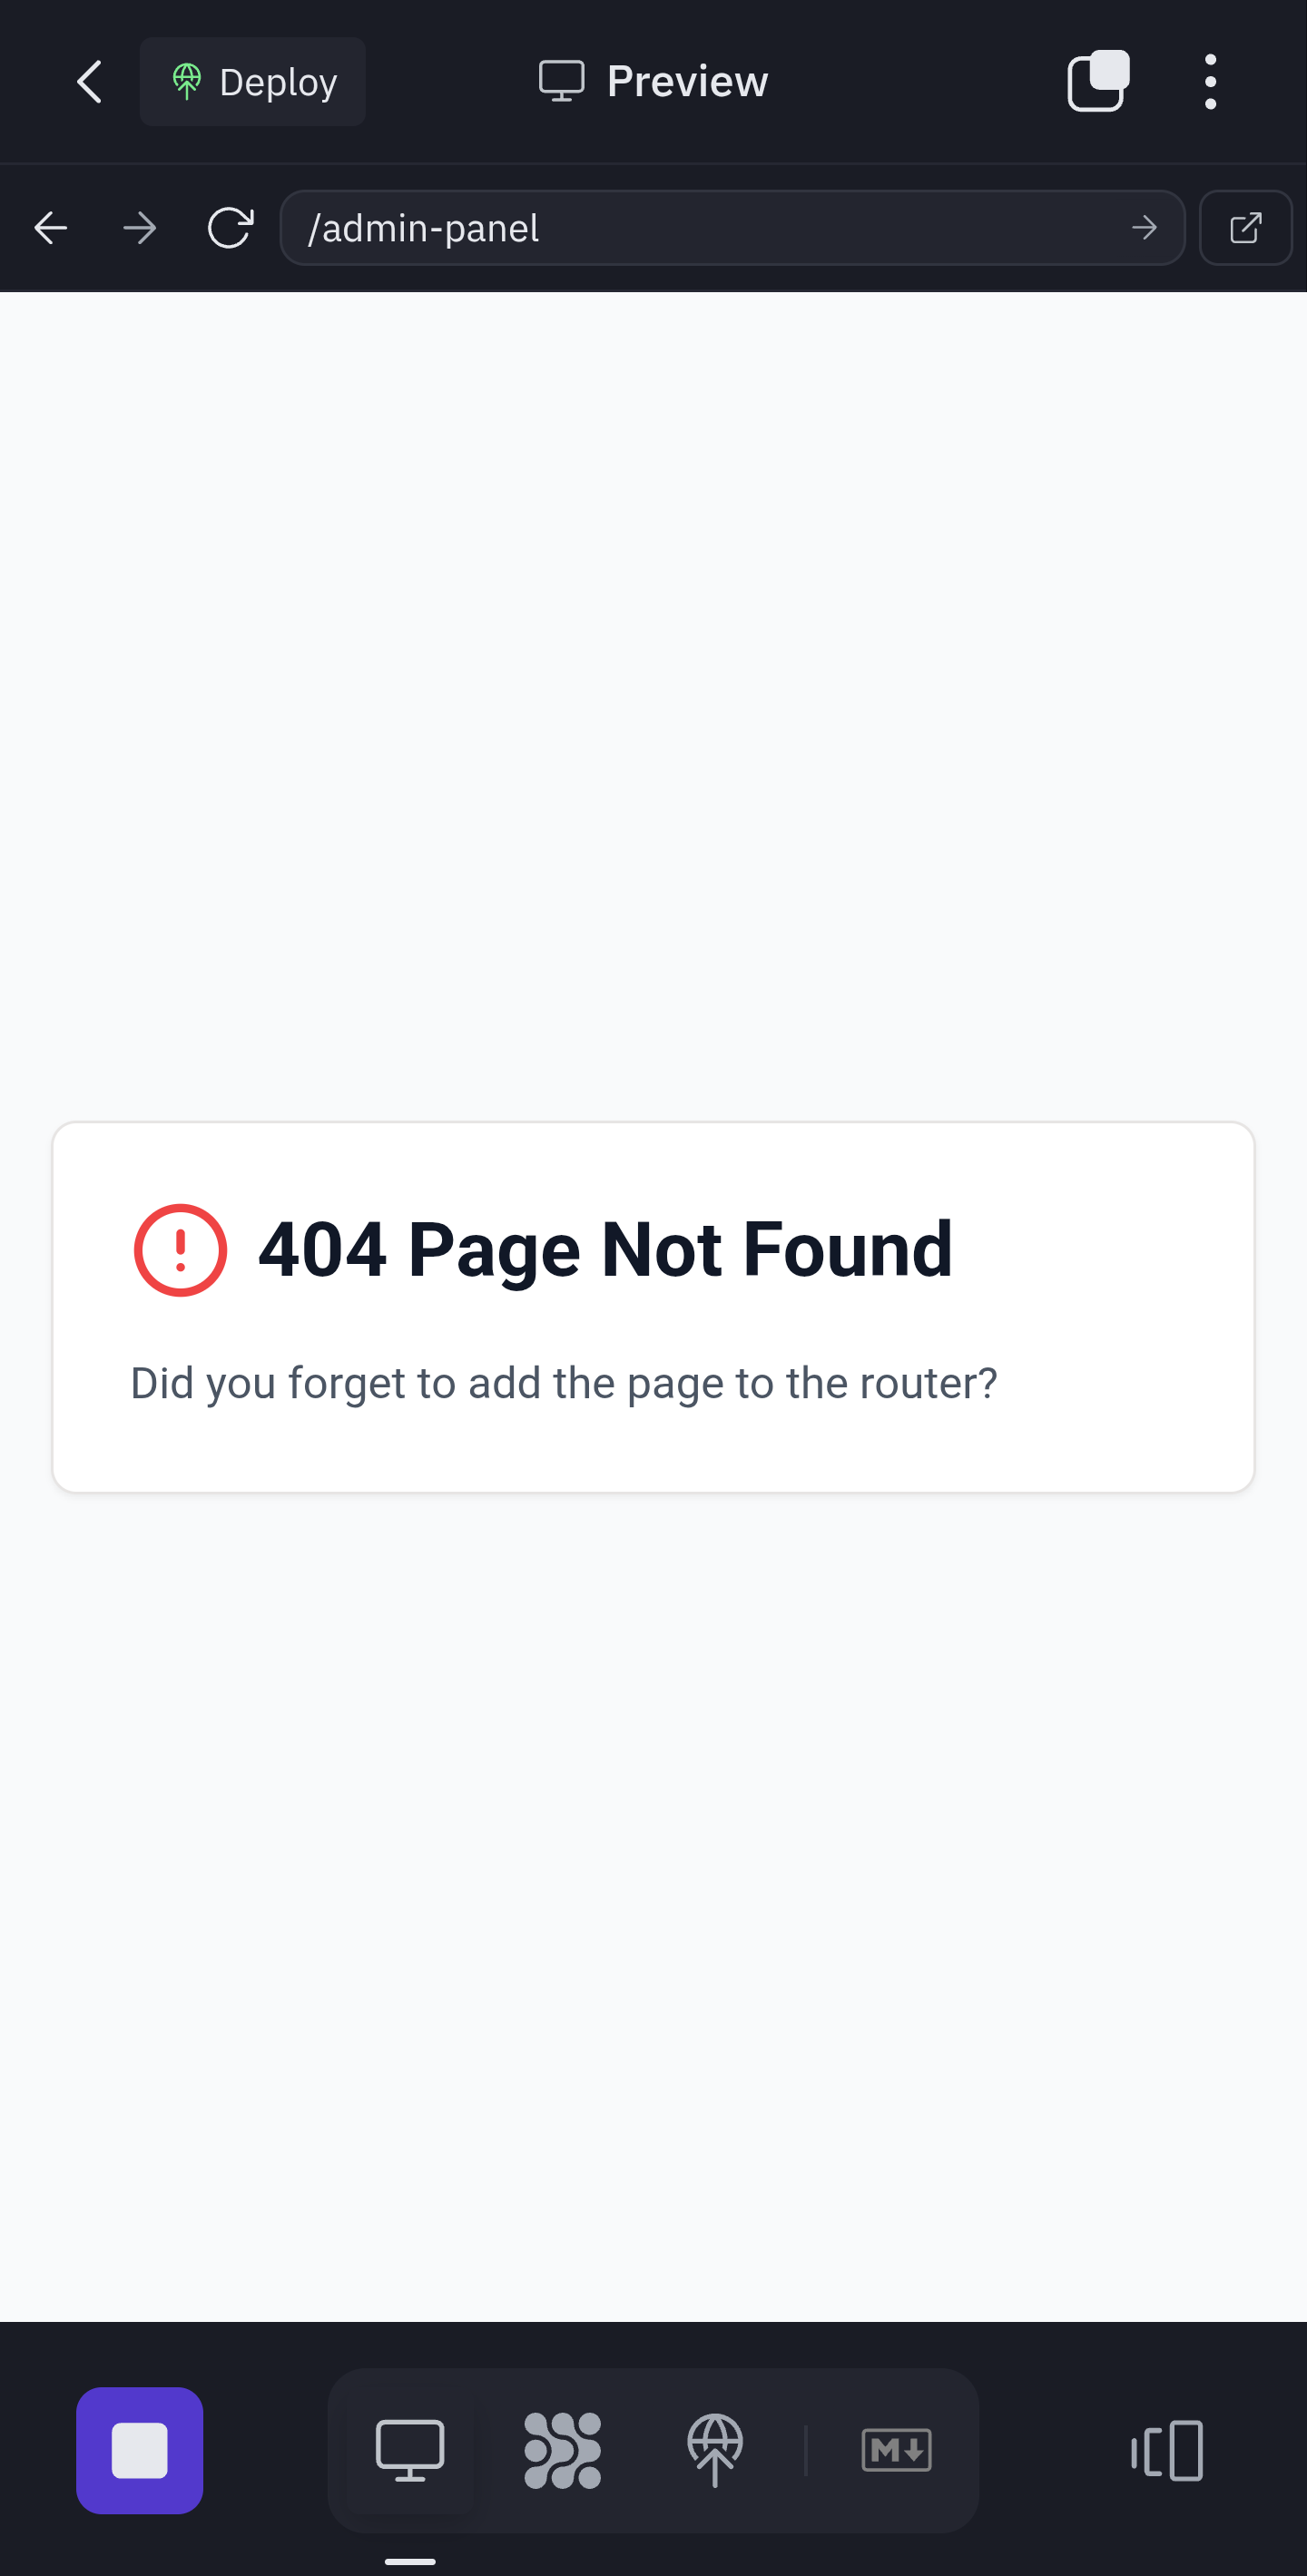 Deploy
Preview
/admin-panel
404 Page Not Found
Did you forget to add the page to the router?
M